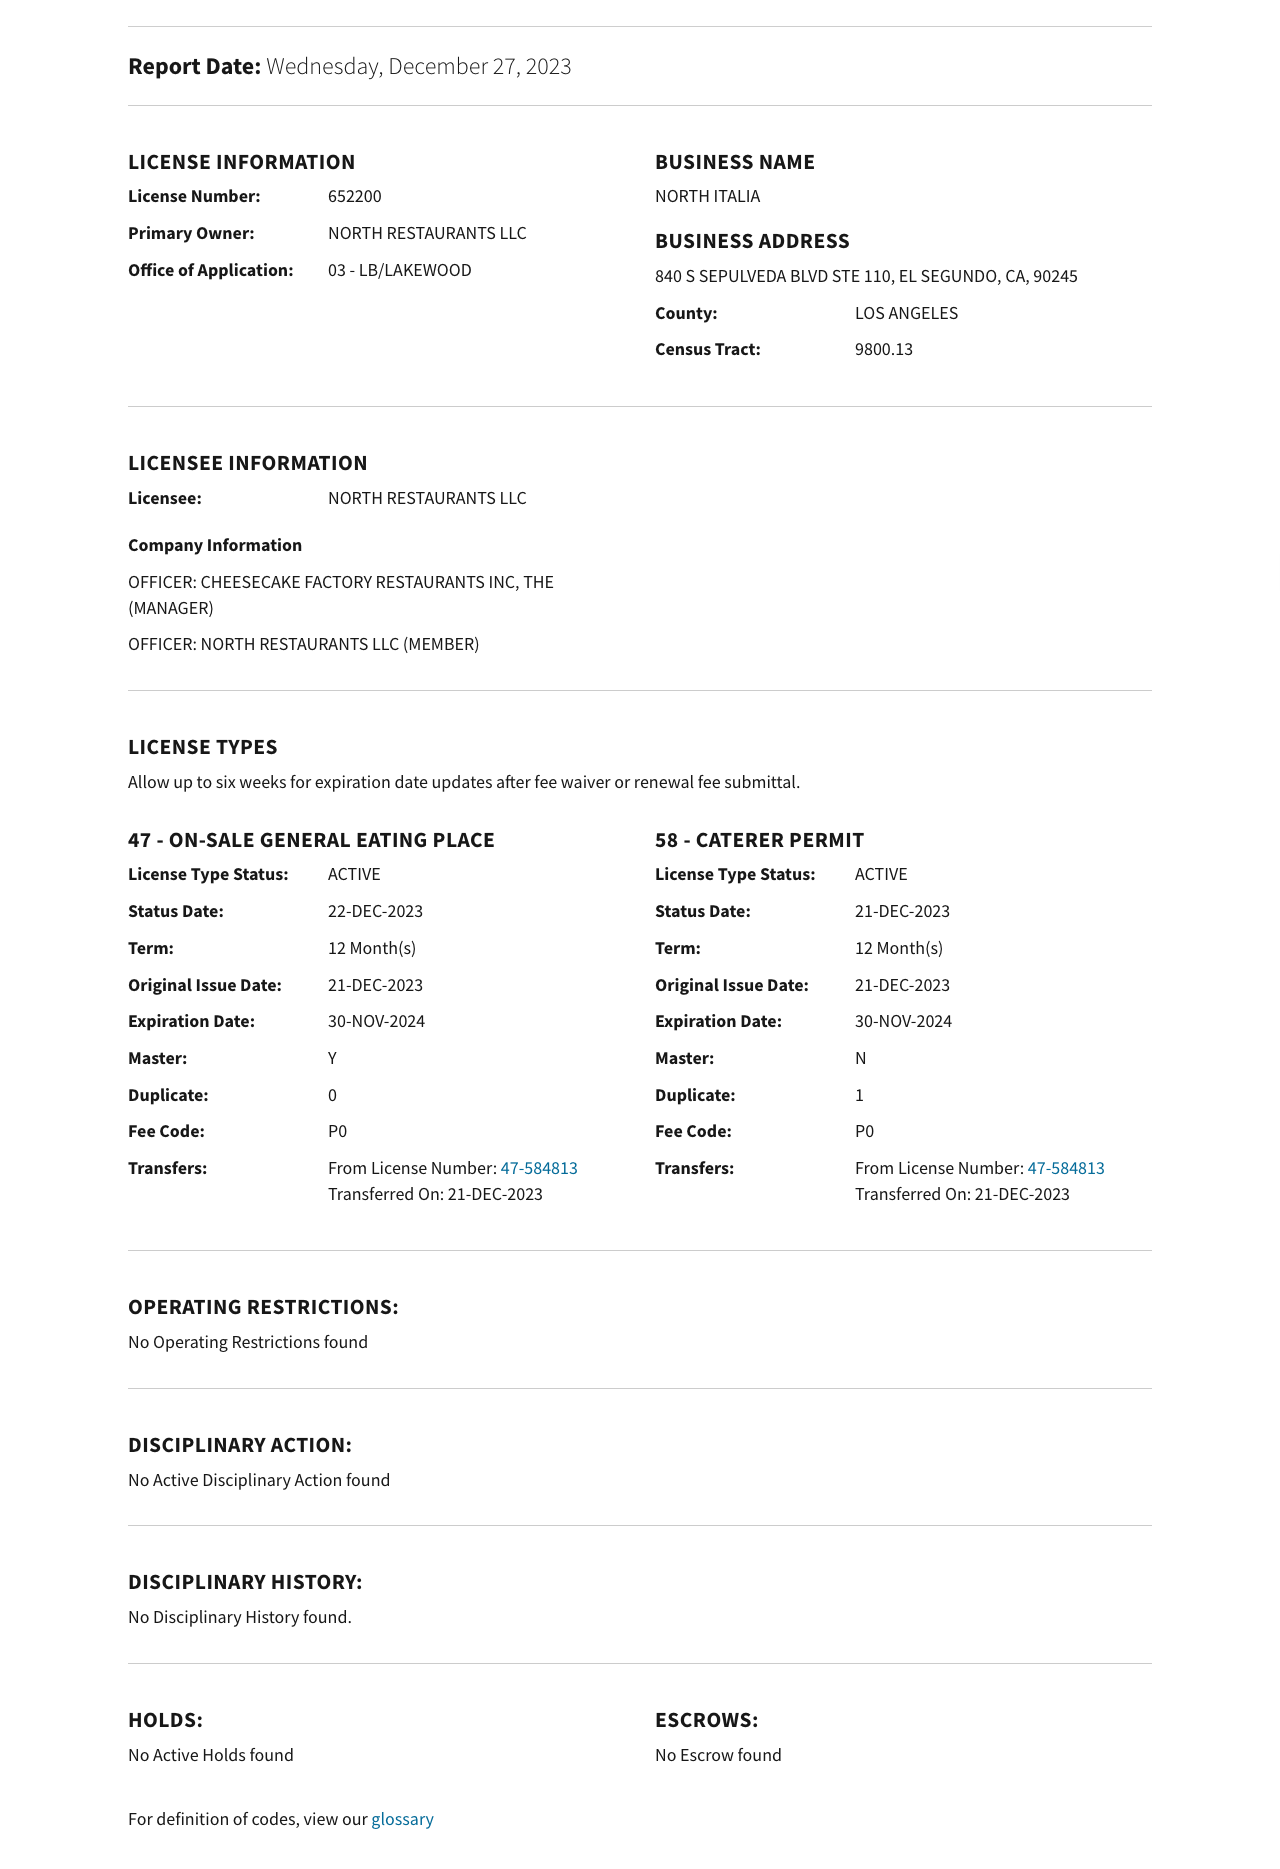 Report Date: Wednesday, December 27, 2023
LICENSE INFORMATION
License Number: 652200
Primary Owner: NORTH RESTAURANTS LLC
Office of Application: 03 - LB/LAKEWOOD
BUSINESS NAME
NORTH ITALIA
BUSINESS ADDRESS
840 S SEPULVEDA BLVD STE 110, EL SEGUNDO, CA, 90245
County: LOS ANGELES
Census Tract: 9800.13
LICENSEE INFORMATION
Licensee: NORTH RESTAURANTS LLC
Company Information
OFFICER: CHEESECAKE FACTORY RESTAURANTS INC, THE
(MANAGER)
OFFICER: NORTH RESTAURANTS LLC (MEMBER)
LICENSE TYPES
Allow up to six weeks for expiration date updates after fee waiver or renewal fee submittal.
47 - ON-SALE GENERAL EATING PLACE
License Type Status: ACTIVE
Status Date: 22-DEC-2023
Term: 12 Month(s)
Original Issue Date: 21-DEC-2023
Expiration Date: 30-NOV-2024
Master: Y
Duplicate: 0
Fee Code: P0
Transfers: From License Number: 47-584813
Transferred On: 21-DEC-2023
58 - CATERER PERMIT
License Type Status: ACTIVE
Status Date: 21-DEC-2023
Term: 12 Month(s)
Original Issue Date: 21-DEC-2023
Expiration Date: 30-NOV-2024
Master: N
Duplicate: 1
Fee Code: P0
Transfers: From License Number: 47-584813
Transferred On: 21-DEC-2023
OPERATING RESTRICTIONS:
No Operating Restrictions found
DISCIPLINARY ACTION:
No Active Disciplinary Action found
DISCIPLINARY HISTORY:
No Disciplinary History found.
HOLDS:
No Active Holds found
ESCROWS:
No Escrow found
For definition of codes, view our glossary